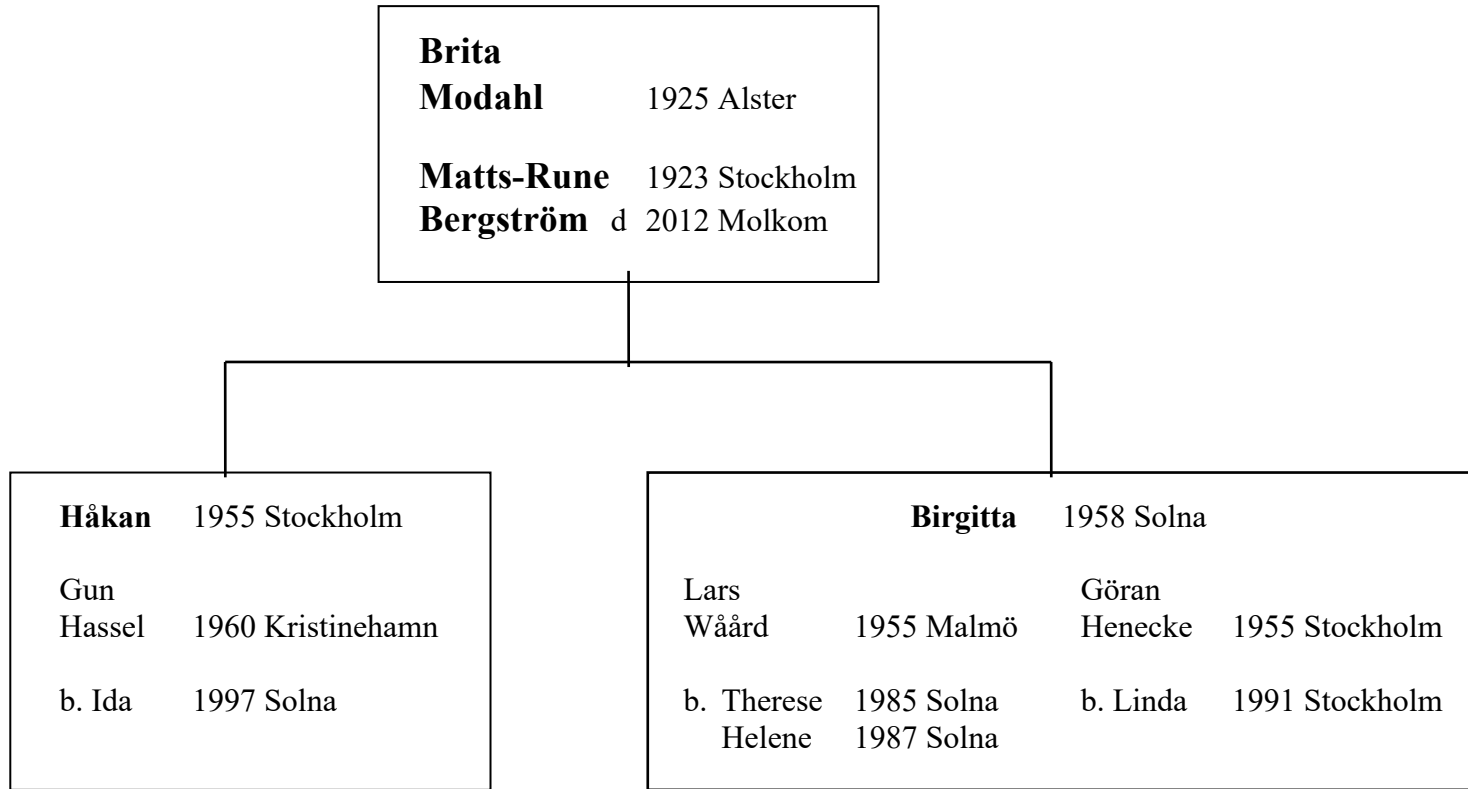 Brita
Modahl 1925 Alster
Matts-Rune 1923 Stockholm
Bergström d 2012 Molkom
Håkan 1955 Stockholm
Gun
Hassel 1960 Kristinehamn
b. Ida 1997 Solna
Birgitta 1958 Solna
Lars Göran
Wåård 1955 Malmö Henecke 1955 Stockholm
b. Therese 1985 Solna b. Linda 1991 Stockholm
Helene 1987 Solna